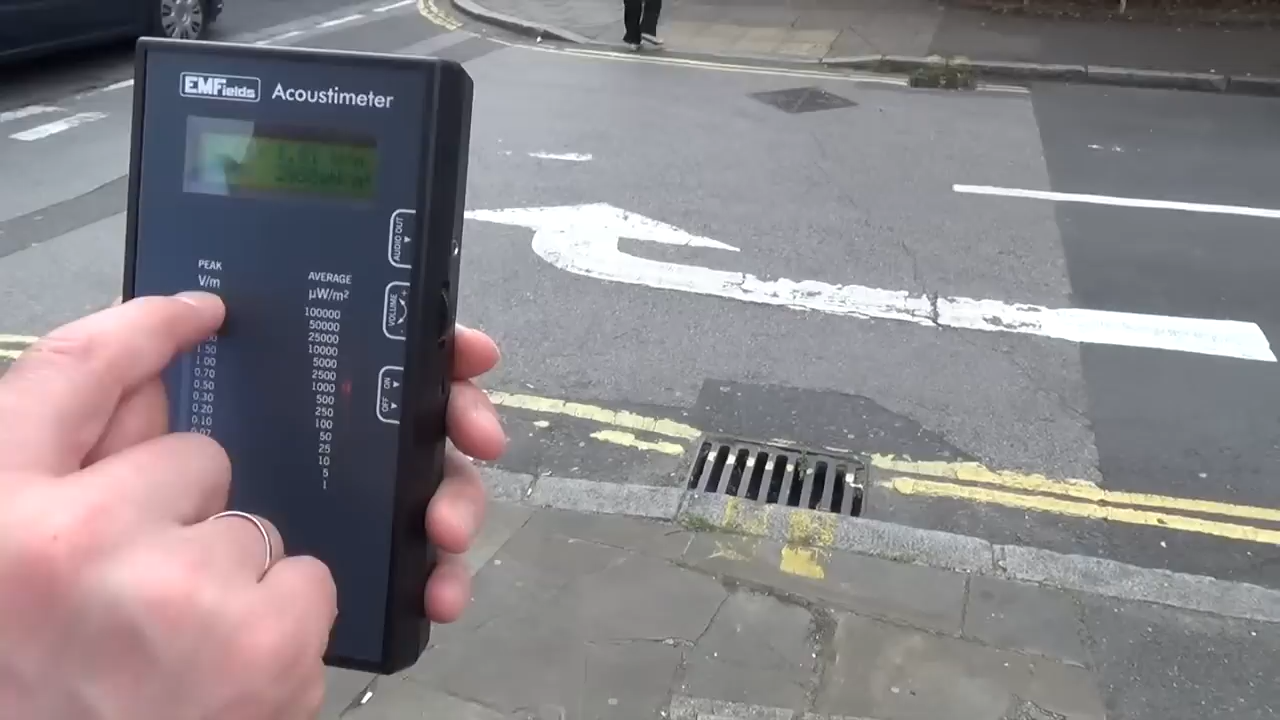 EMFields Acoustimeter
AUDIO OUT
PEAK
V/m
AVERAGE
µW/m²
VOLUME
+
-
ON
OFF
100000
50000
25000
10000
5000
2500
1000
500
250
100
50
25
10
5
1
1.50
1.00
0.70
0.50
0.30
0.20
0.10
0.07